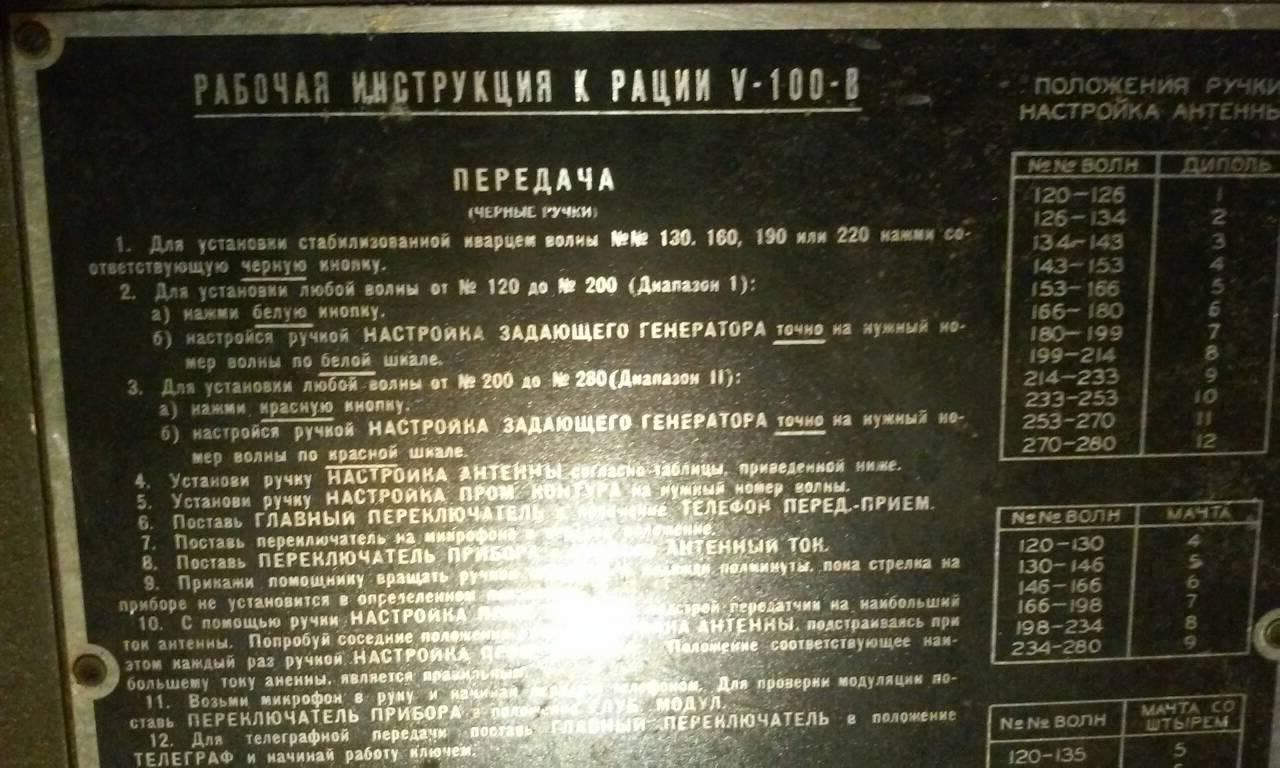 РАБОЧАЯ ИНСТРУКЦИЯ К РАЦИИ V-100-В
ПЕРЕДАЧА
(ЧЕРНЫЕ РУЧКИ)
1. Для установки стабилизованной кварцем волны №№ 130. 160, 190 или 220 нажми со-
ответствующую черную кнопку.
2. Для установки любой волны от № 120 до № 200 (Диапазон 1):
а) нажми белую кнопку.
б) настройся ручкой НАСТРОЙКА ЗАДАЮЩЕГО ГЕНЕРАТОРА точно на нужный но-
мер волны по белой шкале.
3. Для установки любой волны от № 200 до № 280 (Диапазон II):
а) нажми красную кнопку.
б) настройся ручкой НАСТРОЙКА ЗАДАЮЩЕГО ГЕНЕРАТОРА точно на нужный но-
мер волны по красной шкале.
4. Установи ручку НАСТРОЙКА АНТЕННЫ согласно таблицы, приведенной ниже.
5. Установи ручку НАСТРОЙКА ПРОМ. КОНТУРА на нужный номер волны.
6. Поставь ГЛАВНЫЙ ПЕРЕКЛЮЧАТЕЛЬ в ТЕЛЕФОН ПЕРЕД.-ПРИЕМ.
7. Поставь переключатель на микрофоне в положение.
8. Поставь ПЕРЕКЛЮЧАТЕЛЬ ПРИБОРА АНТЕННЫЙ ТОК.
9. Прикажи помощнику вращать ручки полминуты, пока стрелка на
приборе не установится в определенном
10. С помощью ручки НАСТРОЙКА передатчик на наибольший
ток антенны. Попробуй соседние положения АНТЕННЫ, подстраиваясь при
этом каждый раз ручкой НАСТРОЙКА Положение соответствующее наи-
большему току аненны, является правильным
11. Возьми микрофон в руку и начинай телефоном. Для проверки модуляции по-
ставь ПЕРЕКЛЮЧАТЕЛЬ ПРИБОРА в ГЛУБ. МОДУЛ.
12. Для телеграфной передачи поставь ГЛАВНЫЙ ПЕРЕКЛЮЧАТЕЛЬ в положение
ТЕЛЕГРАФ и начинай работу ключем.
ПОЛОЖЕНИЯ РУЧКИ
НАСТРОЙКА АНТЕННЫ
№№ ВОЛН ДИПОЛЬ
120-126 1
126-134 2
134-143 3
143-153 4
153-166 5
166-180 6
180-199 7
199-214 8
214-233 9
233-253 10
253-270 11
270-280 12
№№ ВОЛН МАЧТА
120-130 4
130-146 5
146-166 6
166-198 7
198-234 8
234-280 9
№№ ВОЛН МАЧТА СО ШТЫРЕМ
120-135 5